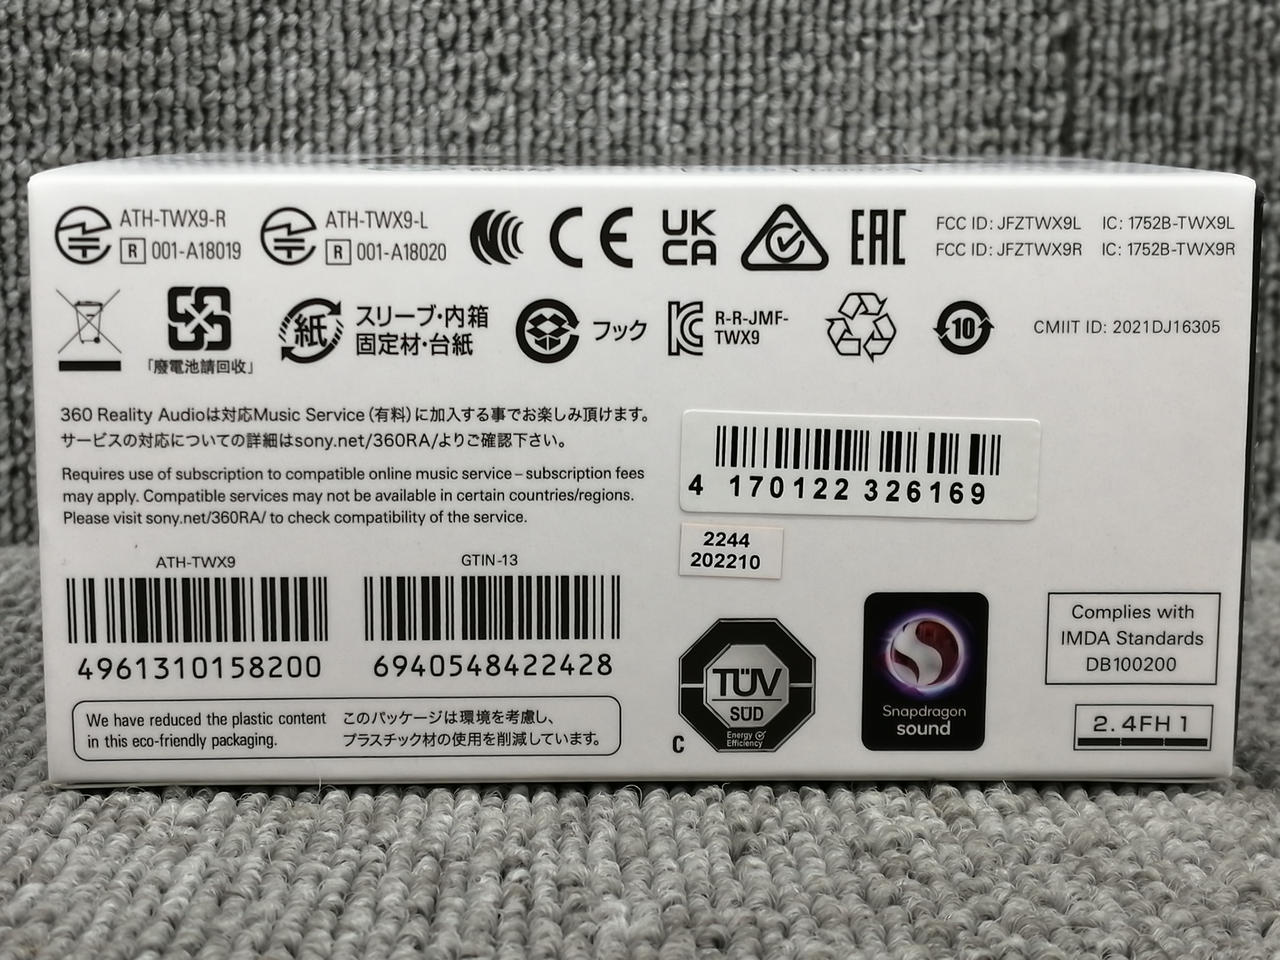 ATH-TWX9-R
R 001-A18019
ATH-TWX9-L
R 001-A18020
CE
UK
CA
EAC
FCC ID: JFZTWX9L IC: 1752B-TWX9L
FCC ID: JFZTWX9R IC: 1752B-TWX9R
「廢電池請回收」
紙
スリーブ・内箱
固定材・台紙
フック
R-R-JMF-
TWX9
10
CMIIT ID: 2021DJ16305
360 Reality Audioは対応Music Service（有料）に加入する事でお楽しみ頂けます。
サービスの対応についての詳細はsony.net/360RA/よりご確認下さい。
Requires use of subscription to compatible online music service – subscription fees
may apply. Compatible services may not be available in certain countries/regions.
Please visit sony.net/360RA/ to check compatibility of the service.
4 170122 326169
2244
202210
ATH-TWX9
4961310158200
GTIN-13
6940548422428
We have reduced the plastic content
in this eco-friendly packaging.
このパッケージは環境を考慮し、
プラスチック材の使用を削減しています。
C
TÜV
SÜD
Energy
Efficiency
Snapdragon
sound
Complies with
IMDA Standards
DB100200
2.4FH1